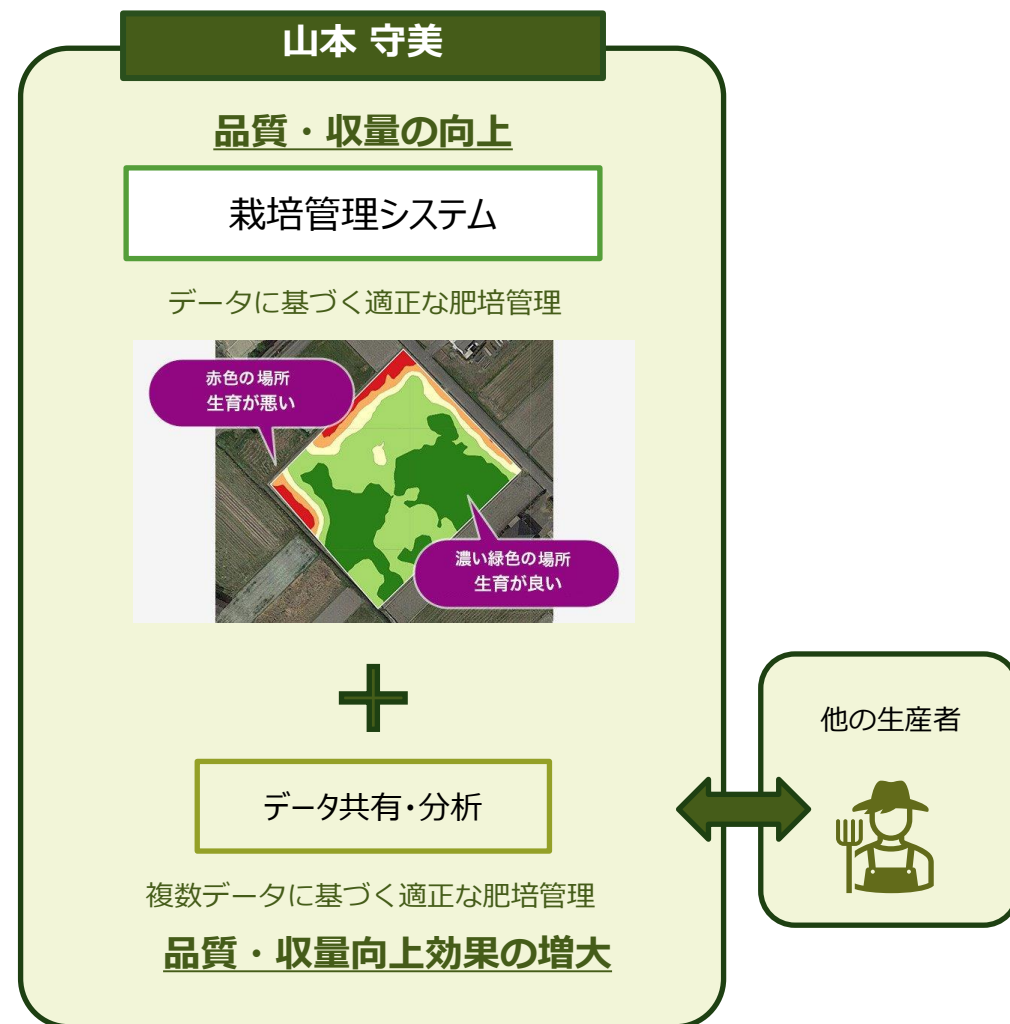 山本 守美
品質・収量の向上
栽培管理システム
データに基づく適正な肥培管理
赤色の場所
生育が悪い
濃い緑色の場所
生育が良い
データ共有・分析
複数データに基づく適正な肥培管理
品質・収量向上効果の増大
他の生産者